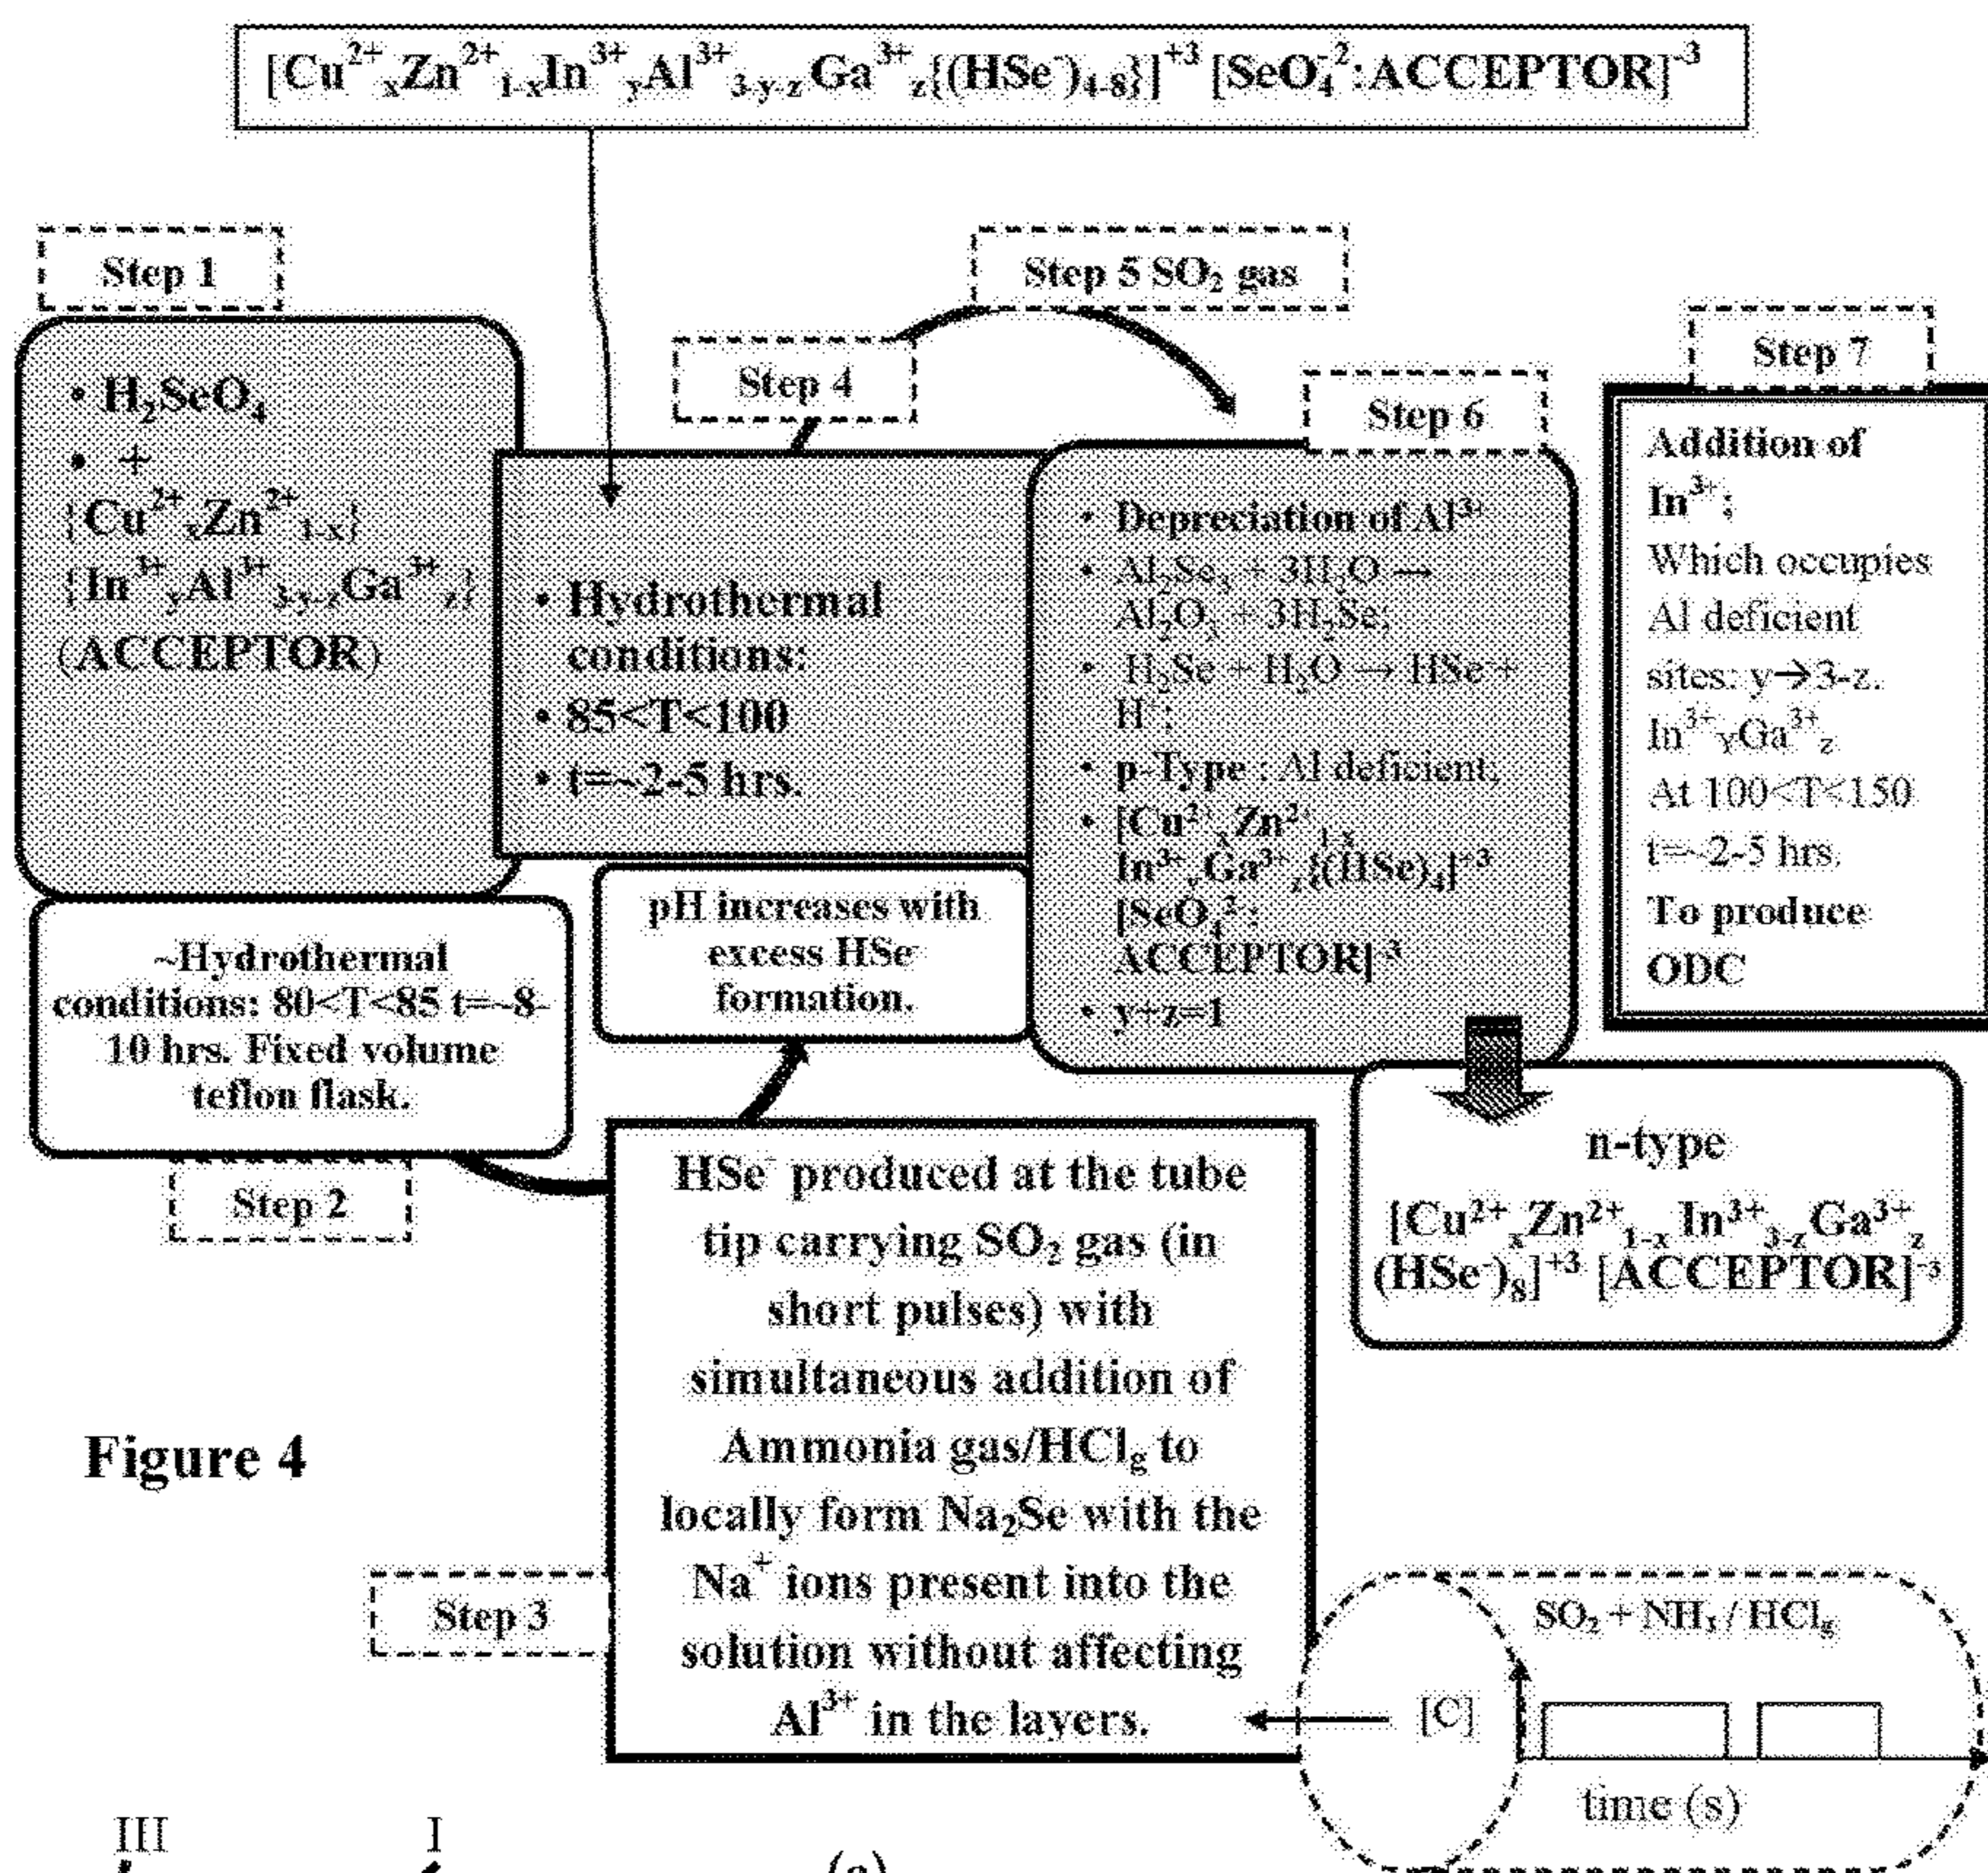 [Cu²⁺ₓZn²⁺₁₋ₓIn³⁺ᵧAl³⁺₃₋ᵧ₋zGa³⁺z{(HSe⁻)₄₋₈}]⁺³ [SeO₄⁻²:ACCEPTOR]⁻³
Step 1
• H₂SeO₄
• +
{Cu²⁺ₓZn²⁺₁₋ₓ}
{In³⁺ᵧAl³⁺₃₋ᵧ₋zGa³⁺z}
(ACCEPTOR)
~Hydrothermal
conditions: 80<T<85 t=~8-
10 hrs. Fixed volume
teflon flask.
Step 2
Step 4
• Hydrothermal
conditions:
• 85<T<100
• t=~2-5 hrs.
pH increases with
excess HSe⁻
formation.
Step 5 SO₂ gas
Step 6
• Depreciation of Al³⁺
• Al₂Se₃ + 3H₂O →
Al₂O₃ + 3H₂Se;
• H₂Se + H₂O → HSe⁻+
H⁺;
• p-Type : Al deficient;
• [Cu²⁺ₓZn²⁺₁₋ₓ
In³⁺ᵧGa³⁺z{(HSe)₄]⁺³
[SeO₄²⁻:
ACCEPTOR]⁻³
• y+z=1
Step 7
Addition of
In³⁺;
Which occupies
Al deficient
sites: y→3-z.
In³⁺YGa³⁺z
At 100<T<150
t=~2-5 hrs.
To produce
ODC
n-type
[Cu²⁺ₓZn²⁺₁₋ₓ In³⁺₃₋zGa³⁺z
(HSe⁻)₈]⁺³ [ACCEPTOR]⁻³
HSe⁻ produced at the tube
tip carrying SO₂ gas (in
short pulses) with
simultaneous addition of
Ammonia gas/HClg to
locally form Na₂Se with the
Na⁺ ions present into the
solution without affecting
Al³⁺ in the layers.
Step 3
Figure 4
SO₂ + NH₃ / HClg
[C]
time (s)
III I